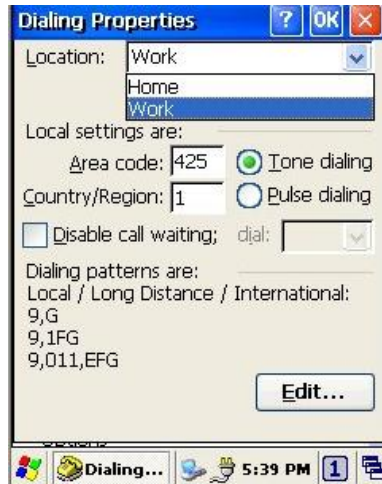 Dialing Properties ? OK X
Location: Work
Home
Work
Local settings are:
Area code: 425 Tone dialing
Country/Region: 1 Pulse dialing
Disable call waiting; dial:
Dialing patterns are:
Local / Long Distance / International:
9,G
9,1FG
9,011,EFG
Edit...
Dialing... 5:39 PM 1